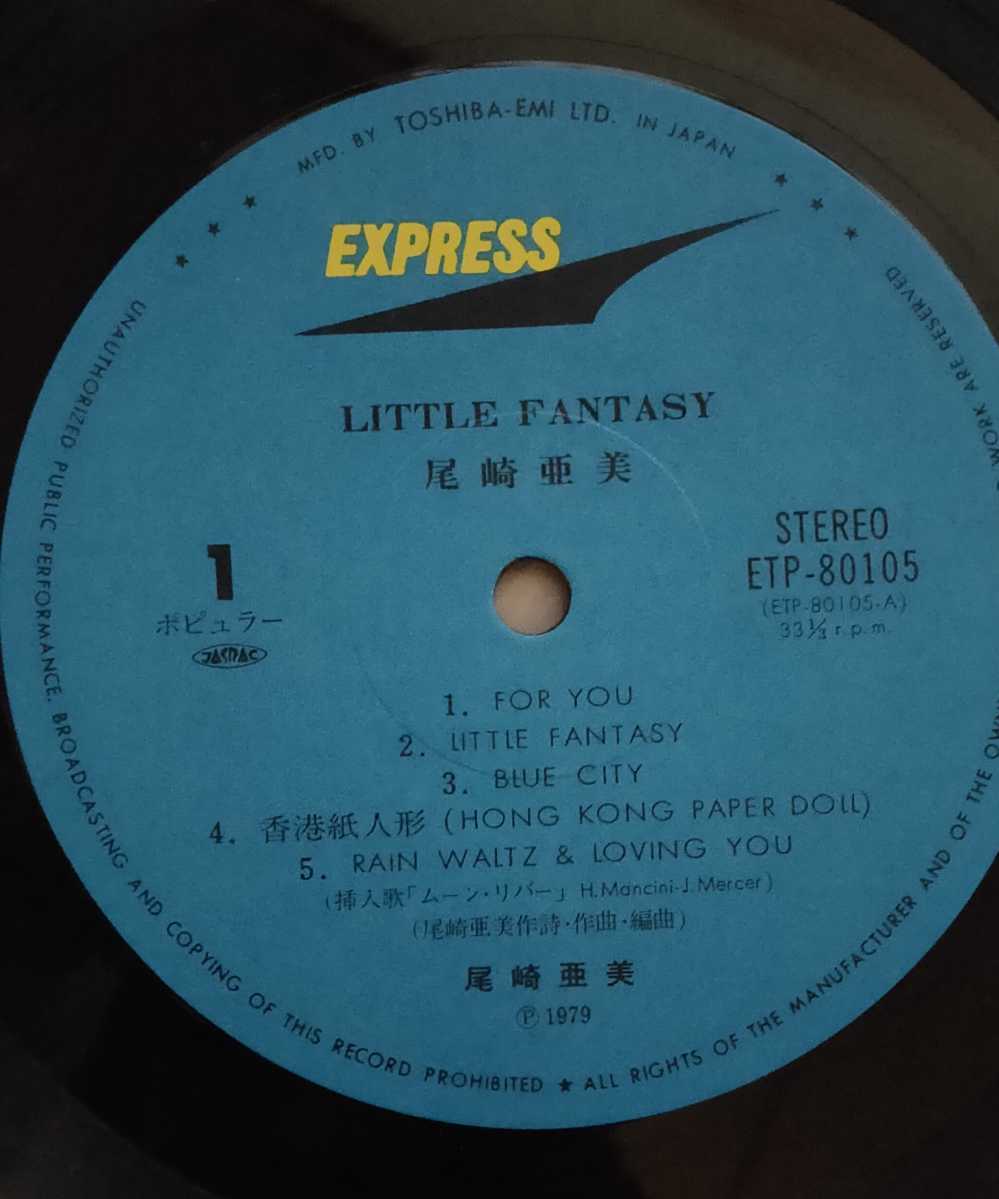 MFD. BY TOSHIBA-EMI LTD. IN JAPAN
EXPRESS
LITTLE FANTASY
尾崎亜美
1
ポピュラー
JASRAC
STEREO
ETP-80105
(ETP-80105-A)
33⅓ r.p.m.
1. FOR YOU
2. LITTLE FANTASY
3. BLUE CITY
4. 香港紙人形 (HONG KONG PAPER DOLL)
5. RAIN WALTZ & LOVING YOU
(挿入歌「ムーン・リバー」 H.Mancini-J.Mercer)
(尾崎亜美作詩・作曲・編曲)
尾崎亜美
Ⓟ 1979
UNAUTHORIZED PUBLIC PERFORMANCE, BROADCASTING AND COPYING OF THIS RECORD PROHIBITED ★ ALL RIGHTS OF THE MANUFACTURER AND OF THE OW WORK ARE RESERVED